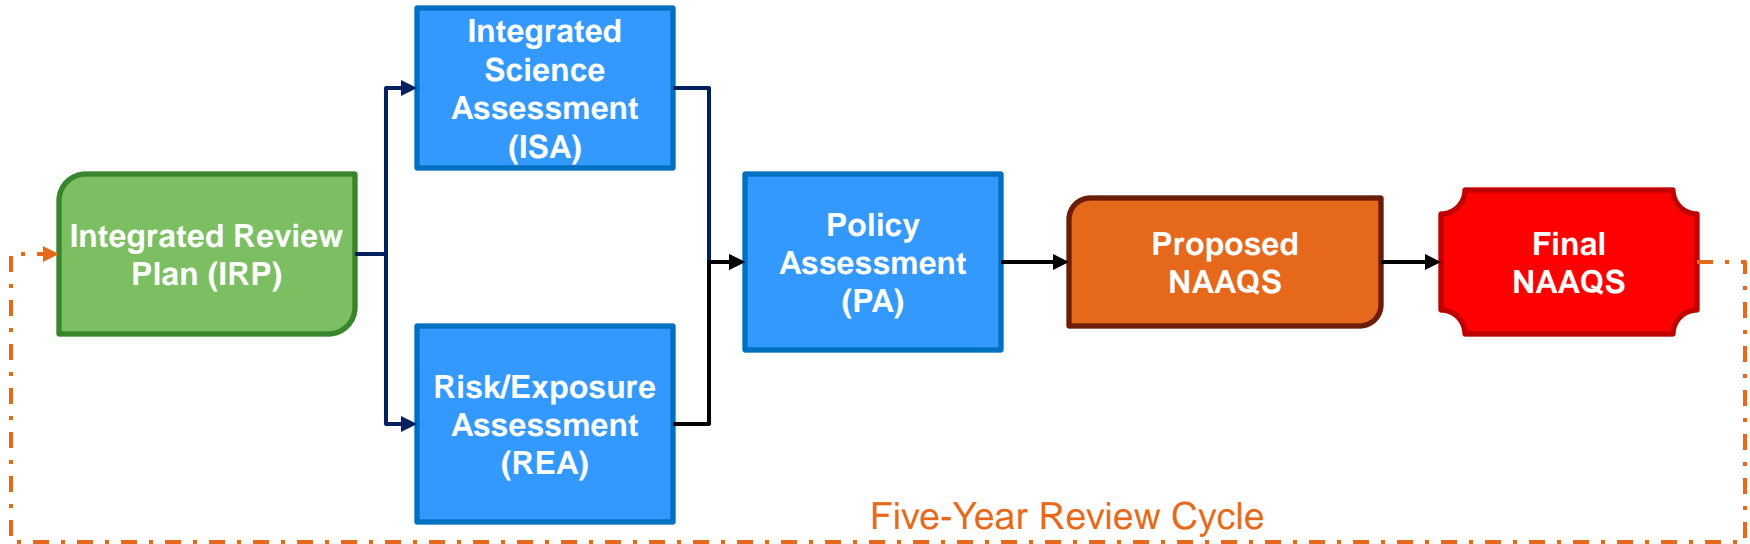 Integrated
Science
Assessment
(ISA)
Integrated Review
Plan (IRP)
Risk/Exposure
Assessment
(REA)
Policy
Assessment
(PA)
Proposed
NAAQS
Final
NAAQS
Five-Year Review Cycle